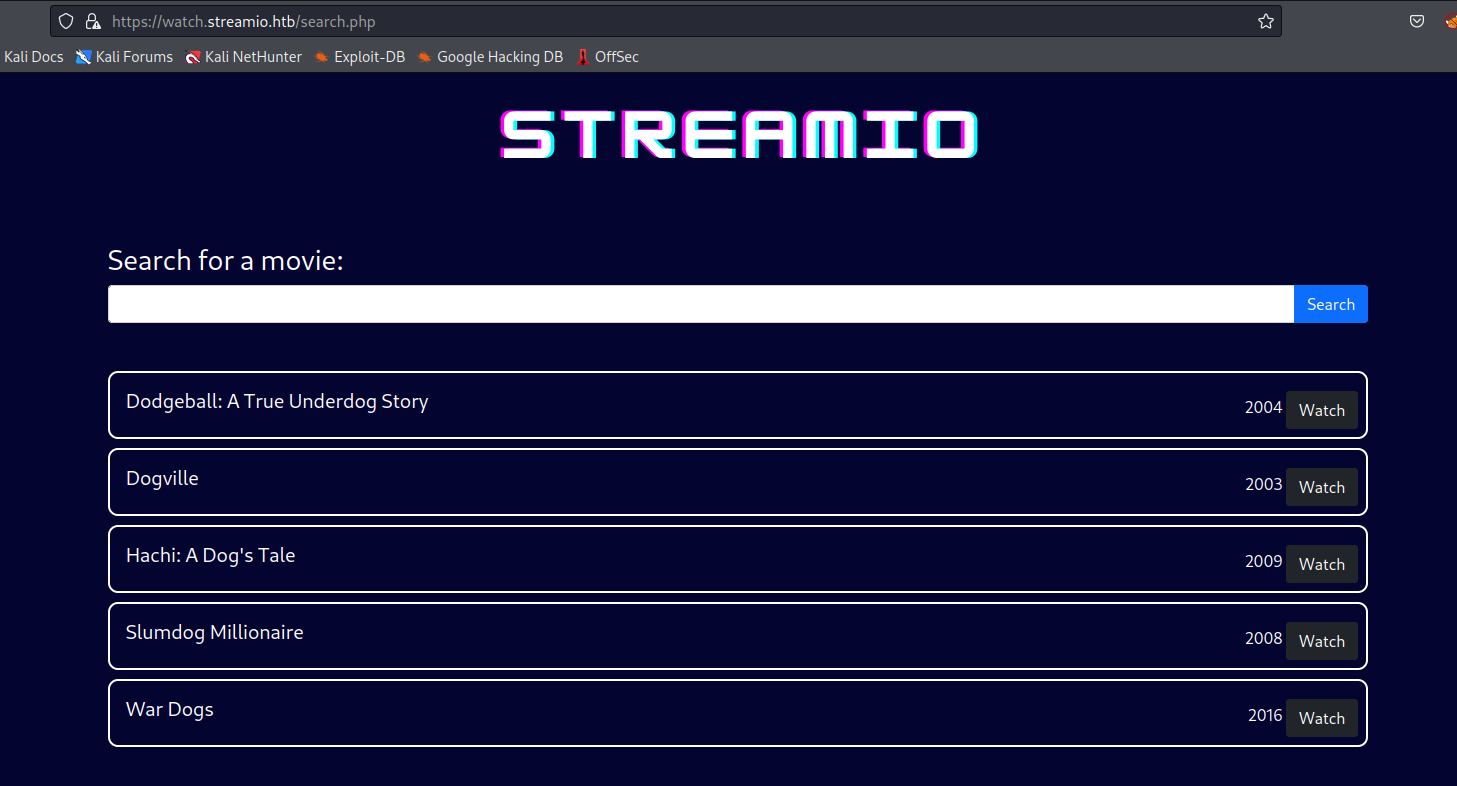 https://watch.streamio.htb/search.php
Kali Docs Kali Forums Kali NetHunter Exploit-DB Google Hacking DB OffSec
STREAMIO
Search for a movie:
Search
Dodgeball: A True Underdog Story 2004 Watch
Dogville 2003 Watch
Hachi: A Dog's Tale 2009 Watch
Slumdog Millionaire 2008 Watch
War Dogs 2016 Watch